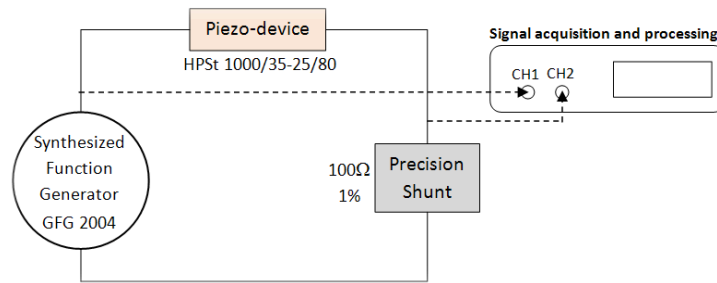 Piezo-device
HPSt 1000/35-25/80
Signal acquisition and processing
CH1 CH2
Synthesized
Function
Generator
GFG 2004
100Ω
1%
Precision
Shunt